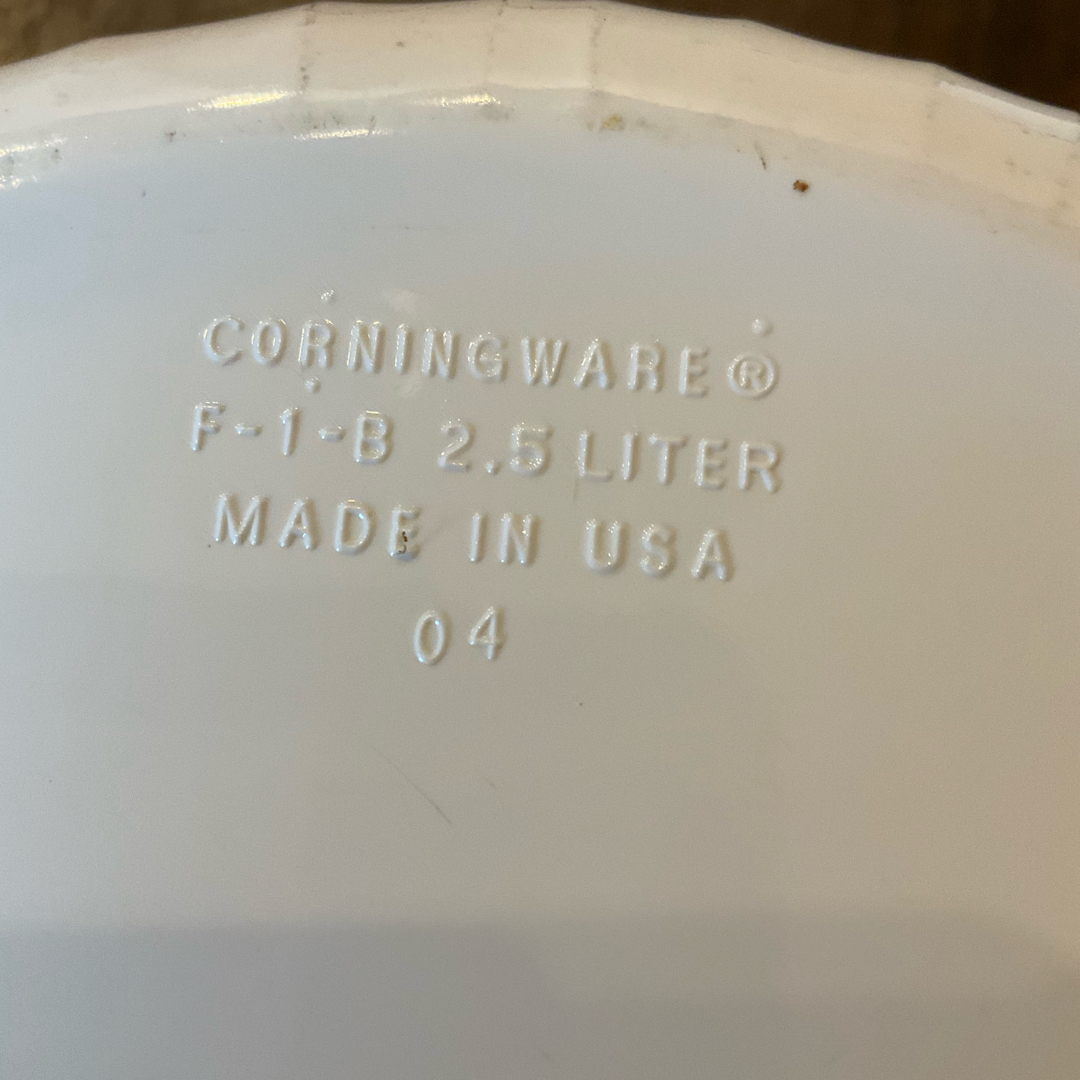 CORNINGWARE®
F-1-B 2.5 LITER
MADE IN USA
04